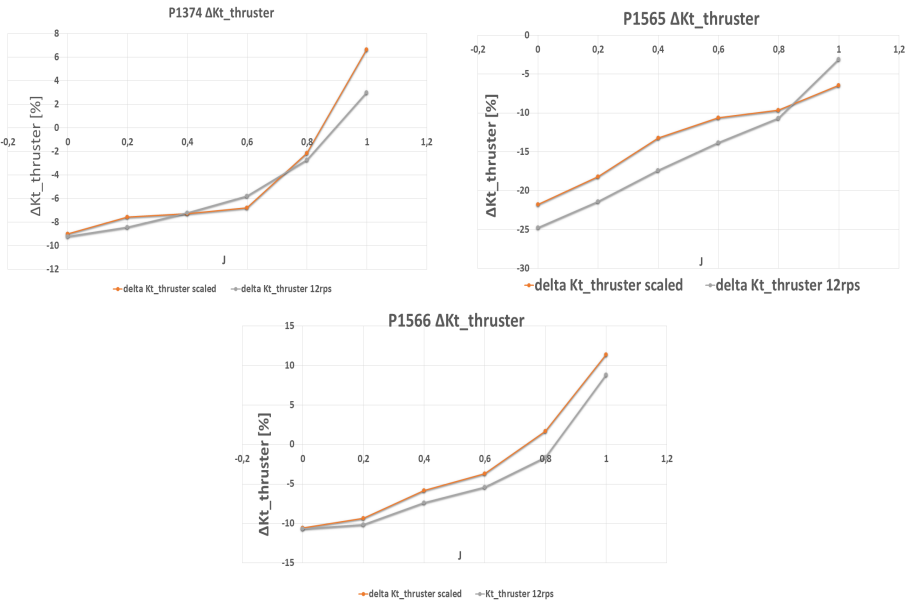 P1374 ΔKt_thruster
8
6
4
2
0
-0,2 0 0,2 0,4 0,6 0,8 1 1,2
-2
-4
-6
-8
-10
-12
ΔKt_thruster [%]
J
delta Kt_thruster scaled delta Kt_thruster 12rps
P1565 ΔKt_thruster
0
-0,2 0 0,2 0,4 0,6 0,8 1 1,2
-5
-10
-15
-20
-25
-30
ΔKt_thruster [%]
J
delta Kt_thruster scaled delta Kt_thruster 12rps
P1566 ΔKt_thruster
15
10
5
0
-0,2 0 0,2 0,4 0,6 0,8 1 1,2
-5
-10
-15
ΔKt_thruster [%]
J
delta Kt_thruster scaled Kt_thruster 12rps